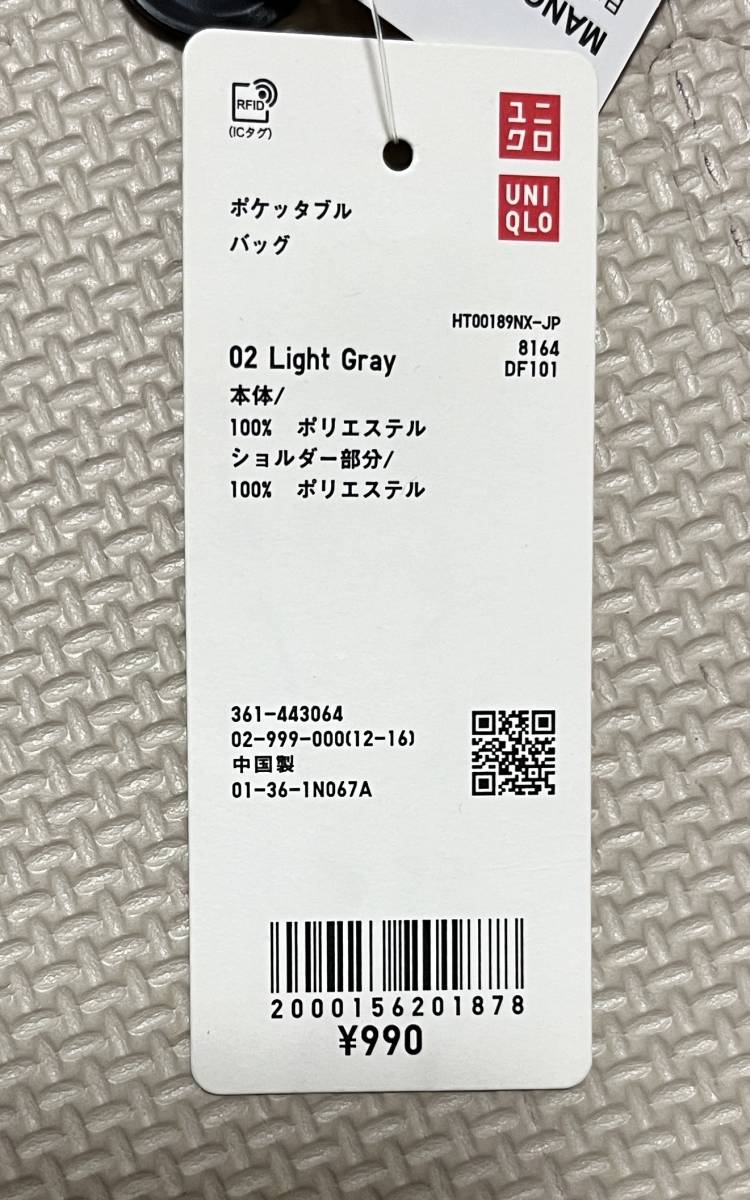 MANG
RFID
(ICタグ)
ユニ
クロ
UNI
QLO
ポケッタブル
バッグ
HT00189NX-JP
8164
DF101
02 Light Gray
本体/
100% ポリエステル
ショルダー部分/
100% ポリエステル
361-443064
02-999-000(12-16)
中国製
01-36-1N067A
2000156201878
¥990